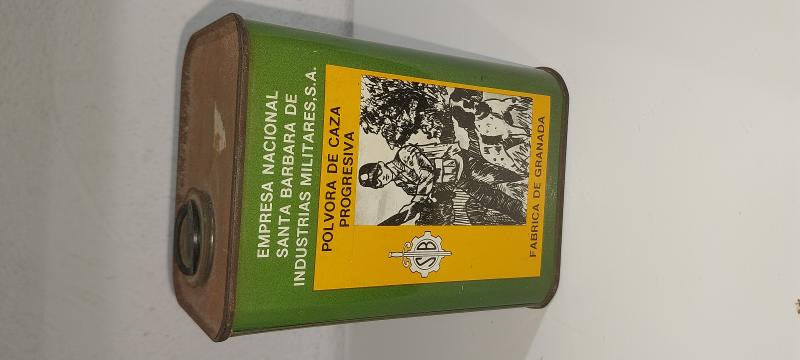 EMPRESA NACIONAL
SANTA BARBARA DE
INDUSTRIAS MILITARES,S.A.
POLVORA DE CAZA
PROGRESIVA
SB
FABRICA DE GRANADA